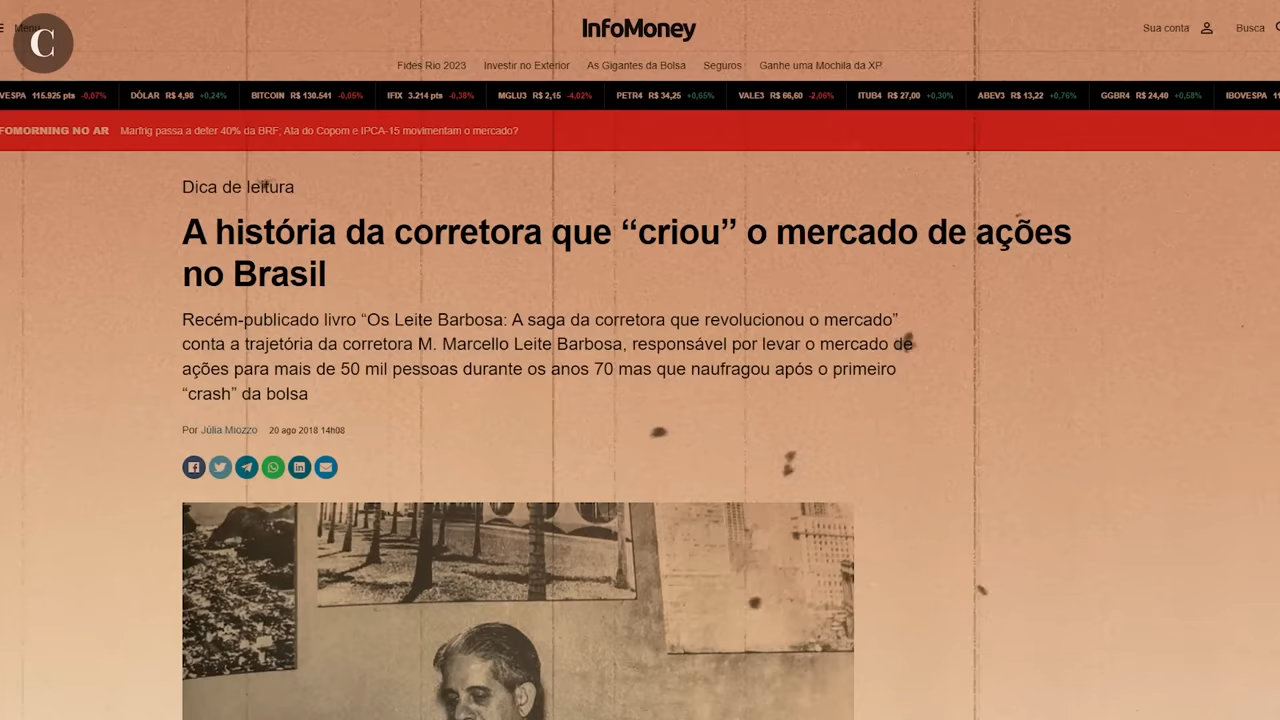 Menu
C
InfoMoney
Sua conta
Busca
Fides Rio 2023 Investir no Exterior As Gigantes da Bolsa Seguros Ganhe uma Mochila da XP
VESPA 115.925 pts -0,07% DÓLAR R$ 4,98 +0,24% BITCOIN R$ 130.541 -0,05% IFIX 3.214 pts -0,38% MGLU3 R$ 2,15 -4,02% PETR4 R$ 34,25 +0,65% VALE3 R$ 66,60 -2,06% ITUB4 R$ 27,00 +0,30% ABEV3 R$ 13,22 +0,76% GGBR4 R$ 24,40 +0,58% IBOVESPA 11
FOMORNING NO AR Marfrig passa a deter 40% da BRF; Ata do Copom e IPCA-15 movimentam o mercado?
Dica de leitura
A história da corretora que “criou” o mercado de ações
no Brasil
Recém-publicado livro “Os Leite Barbosa: A saga da corretora que revolucionou o mercado”
conta a trajetória da corretora M. Marcello Leite Barbosa, responsável por levar o mercado de
ações para mais de 50 mil pessoas durante os anos 70 mas que naufragou após o primeiro
“crash” da bolsa
Por Júlia Miozzo 20 ago 2018 14h08